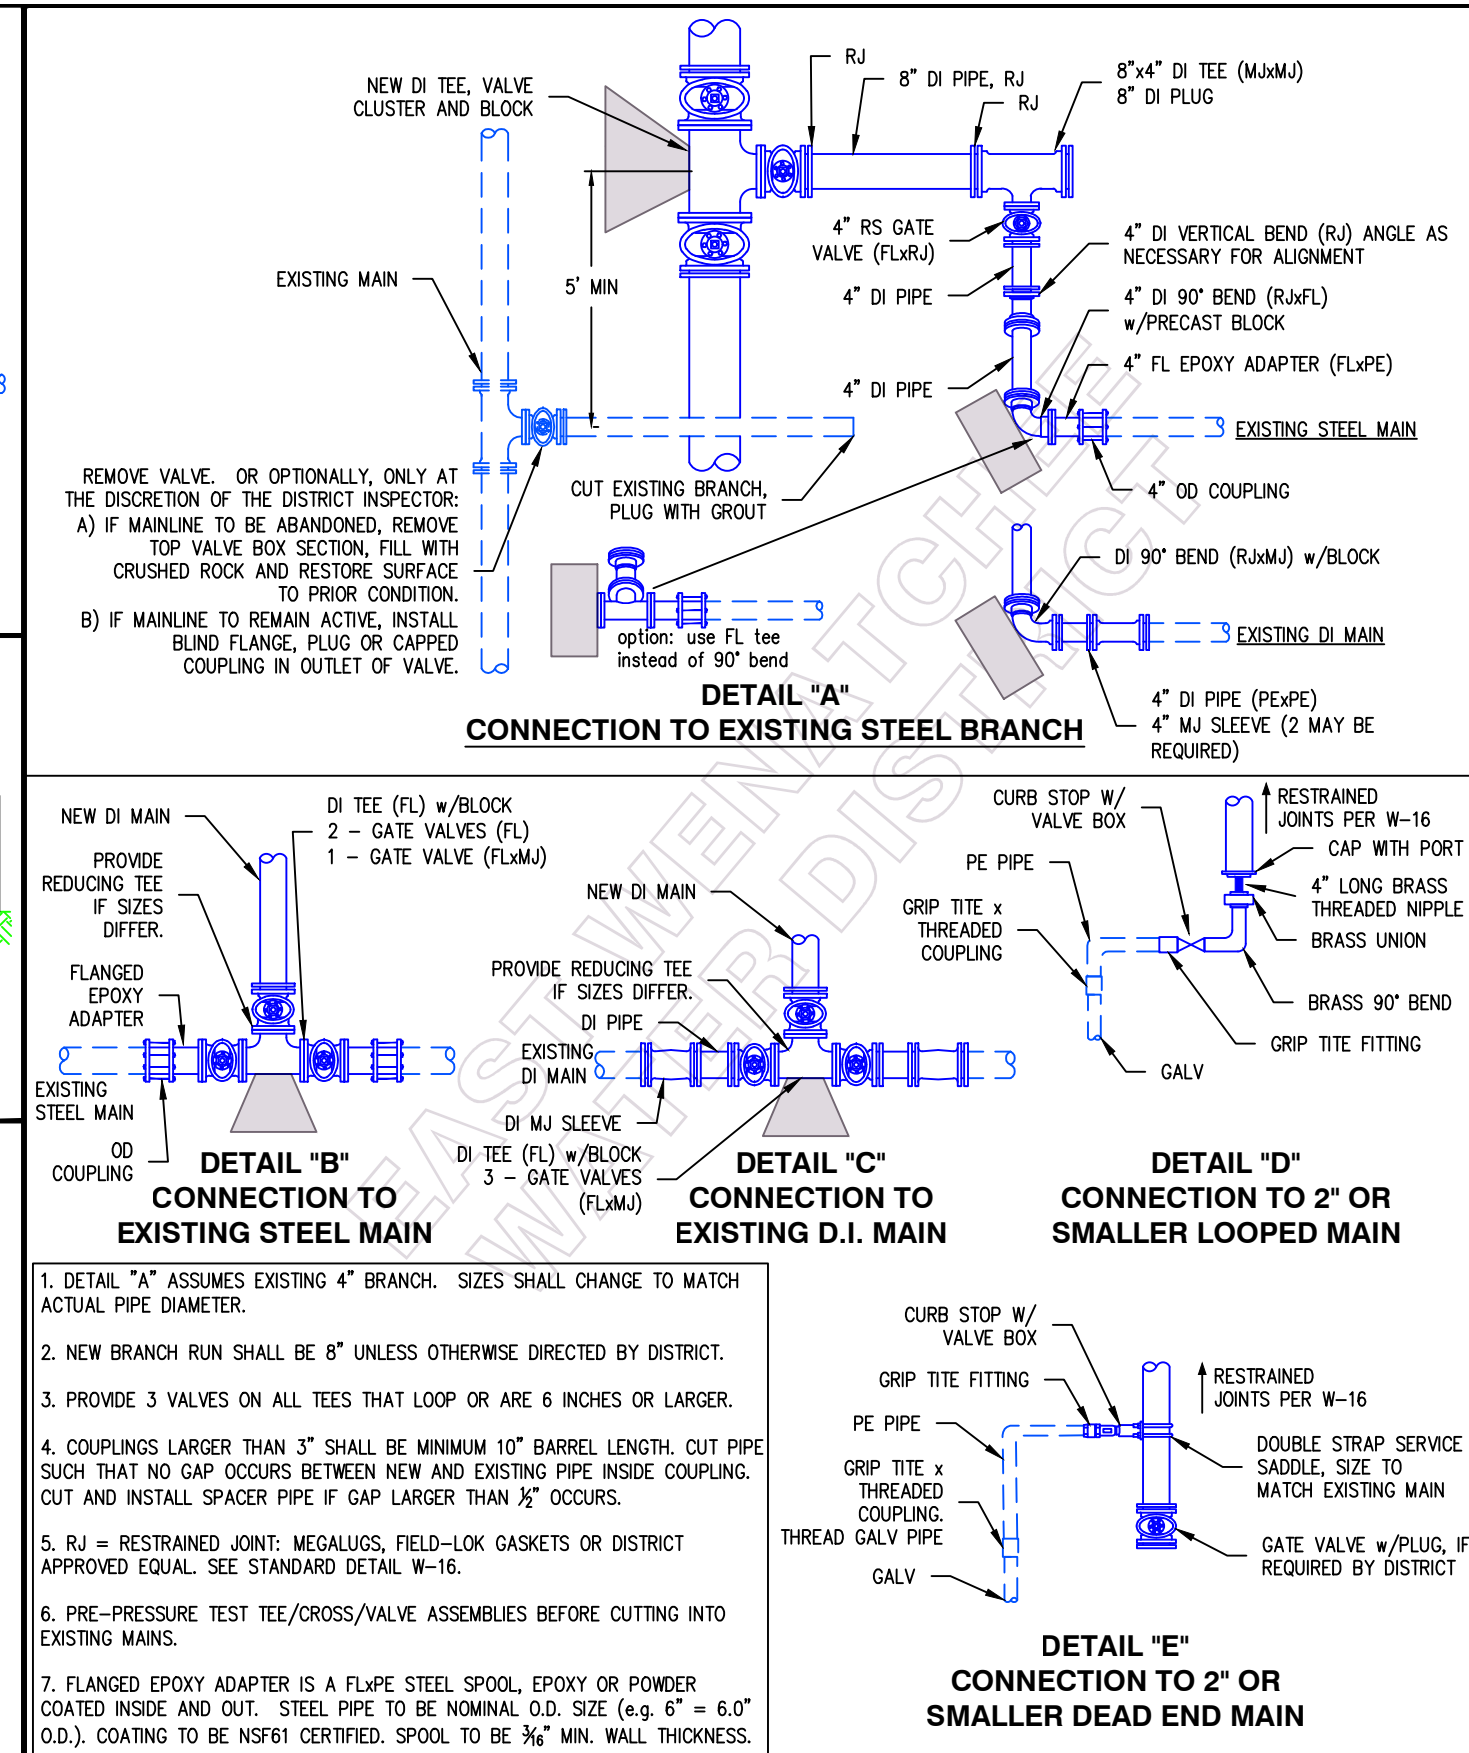 NEW DI TEE, VALVE
CLUSTER AND BLOCK
RJ
8" DI PIPE, RJ
RJ
8"x4" DI TEE (MJxMJ)
8" DI PLUG
4" RS GATE
VALVE (FLxRJ)
4" DI VERTICAL BEND (RJ) ANGLE AS
NECESSARY FOR ALIGNMENT
EXISTING MAIN
5' MIN
4" DI PIPE
4" DI 90° BEND (RJxFL)
w/PRECAST BLOCK
4" DI PIPE
4" FL EPOXY ADAPTER (FLxPE)
EXISTING STEEL MAIN
REMOVE VALVE. OR OPTIONALLY, ONLY AT
THE DISCRETION OF THE DISTRICT INSPECTOR:
A) IF MAINLINE TO BE ABANDONED, REMOVE
TOP VALVE BOX SECTION, FILL WITH
CRUSHED ROCK AND RESTORE SURFACE
TO PRIOR CONDITION.
B) IF MAINLINE TO REMAIN ACTIVE, INSTALL
BLIND FLANGE, PLUG OR CAPPED
COUPLING IN OUTLET OF VALVE.
CUT EXISTING BRANCH,
PLUG WITH GROUT
4" OD COUPLING
DI 90° BEND (RJxMJ) w/BLOCK
option: use FL tee
instead of 90° bend
EXISTING DI MAIN
4" DI PIPE (PExPE)
4" MJ SLEEVE (2 MAY BE
REQUIRED)
DETAIL "A"
CONNECTION TO EXISTING STEEL BRANCH
EAST WENATCHEE
WATER DISTRICT
NEW DI MAIN
DI TEE (FL) w/BLOCK
2 – GATE VALVES (FL)
1 – GATE VALVE (FLxMJ)
PROVIDE
REDUCING TEE
IF SIZES
DIFFER.
FLANGED
EPOXY
ADAPTER
EXISTING
STEEL MAIN
OD
COUPLING
DETAIL "B"
CONNECTION TO
EXISTING STEEL MAIN
NEW DI MAIN
PROVIDE REDUCING TEE
IF SIZES DIFFER.
DI PIPE
EXISTING
DI MAIN
DI MJ SLEEVE
DI TEE (FL) w/BLOCK
3 – GATE VALVES
(FLxMJ)
DETAIL "C"
CONNECTION TO
EXISTING D.I. MAIN
CURB STOP W/
VALVE BOX
RESTRAINED
JOINTS PER W–16
CAP WITH PORT
PE PIPE
4" LONG BRASS
THREADED NIPPLE
GRIP TITE x
THREADED
COUPLING
BRASS UNION
BRASS 90° BEND
GRIP TITE FITTING
GALV
DETAIL "D"
CONNECTION TO 2" OR
SMALLER LOOPED MAIN
1. DETAIL "A" ASSUMES EXISTING 4" BRANCH. SIZES SHALL CHANGE TO MATCH
ACTUAL PIPE DIAMETER.
2. NEW BRANCH RUN SHALL BE 8" UNLESS OTHERWISE DIRECTED BY DISTRICT.
3. PROVIDE 3 VALVES ON ALL TEES THAT LOOP OR ARE 6 INCHES OR LARGER.
4. COUPLINGS LARGER THAN 3" SHALL BE MINIMUM 10" BARREL LENGTH. CUT PIPE
SUCH THAT NO GAP OCCURS BETWEEN NEW AND EXISTING PIPE INSIDE COUPLING.
CUT AND INSTALL SPACER PIPE IF GAP LARGER THAN ½" OCCURS.
5. RJ = RESTRAINED JOINT: MEGALUGS, FIELD–LOK GASKETS OR DISTRICT
APPROVED EQUAL. SEE STANDARD DETAIL W–16.
6. PRE–PRESSURE TEST TEE/CROSS/VALVE ASSEMBLIES BEFORE CUTTING INTO
EXISTING MAINS.
7. FLANGED EPOXY ADAPTER IS A FLxPE STEEL SPOOL, EPOXY OR POWDER
COATED INSIDE AND OUT. STEEL PIPE TO BE NOMINAL O.D. SIZE (e.g. 6" = 6.0"
O.D.). COATING TO BE NSF61 CERTIFIED. SPOOL TO BE 3/16" MIN. WALL THICKNESS.
CURB STOP W/
VALVE BOX
GRIP TITE FITTING
RESTRAINED
JOINTS PER W–16
PE PIPE
GRIP TITE x
THREADED
COUPLING.
THREAD GALV PIPE
DOUBLE STRAP SERVICE
SADDLE, SIZE TO
MATCH EXISTING MAIN
GATE VALVE w/PLUG, IF
REQUIRED BY DISTRICT
GALV
DETAIL "E"
CONNECTION TO 2" OR
SMALLER DEAD END MAIN